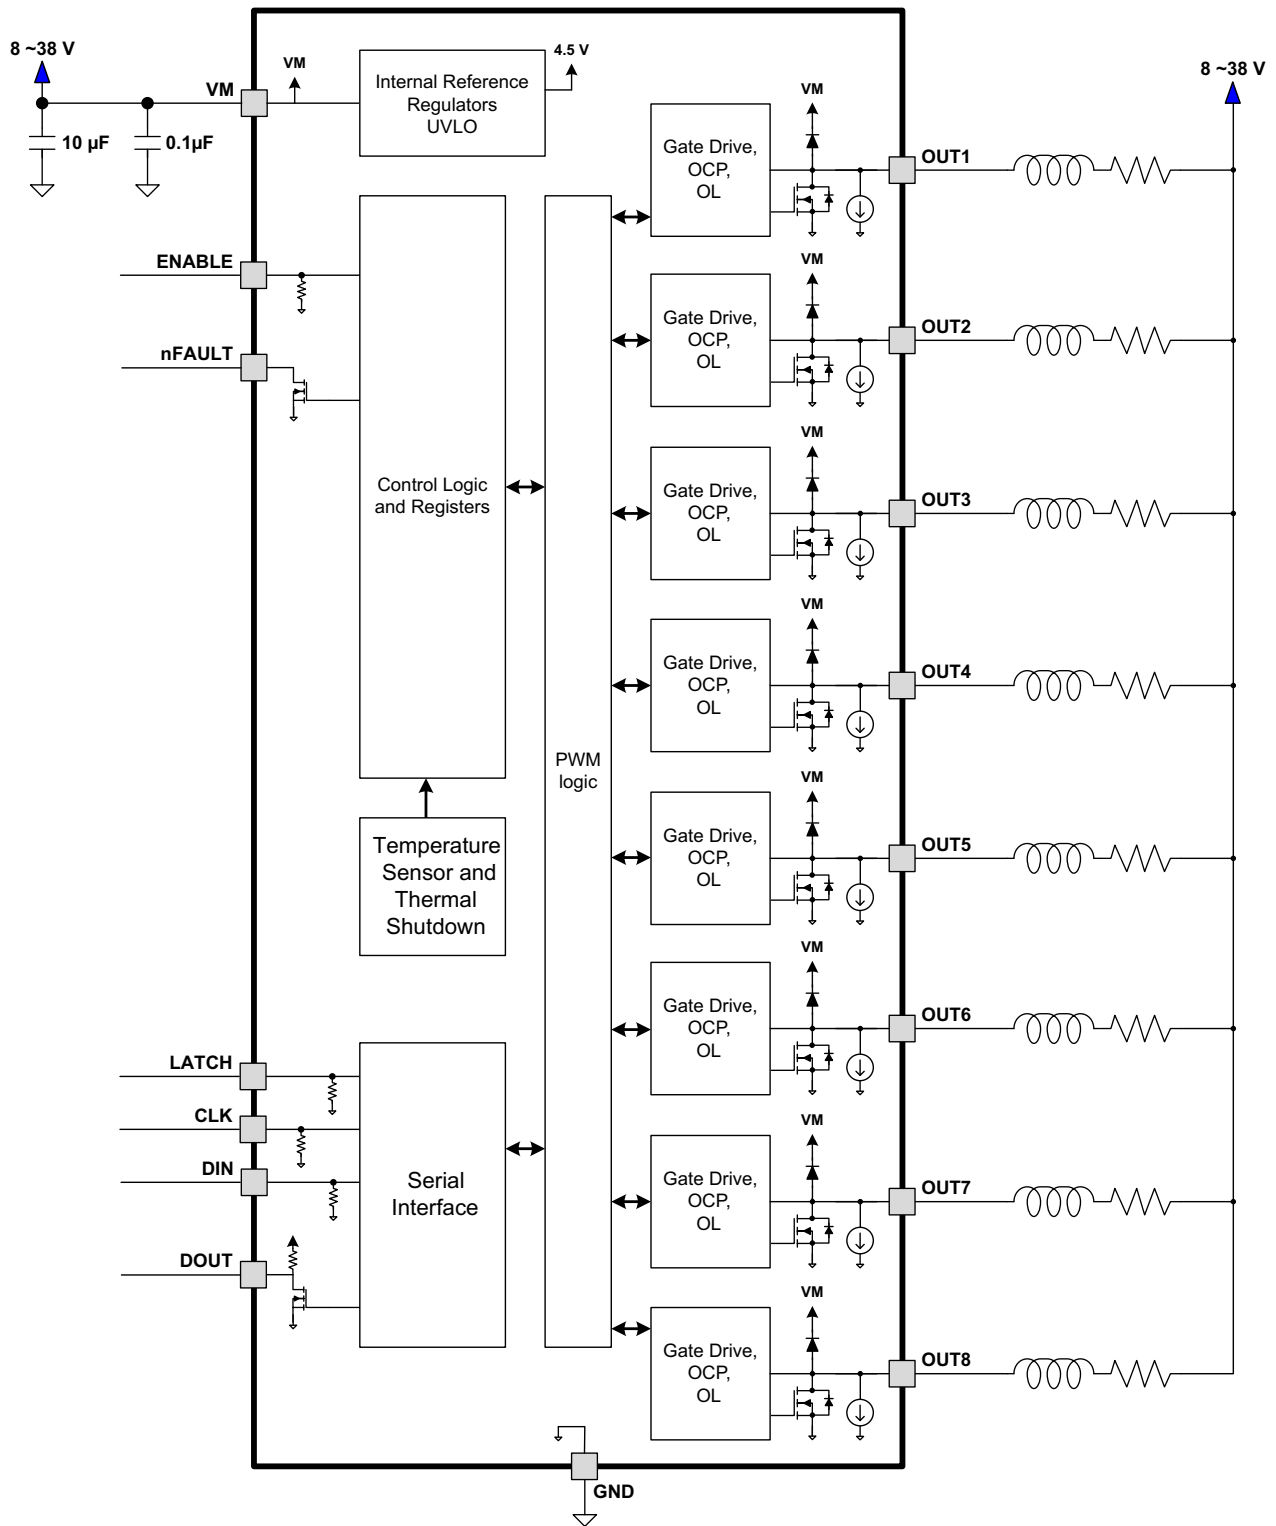 8 ~38 V
VM
10 µF
0.1µF
VM
Internal Reference
Regulators
UVLO
4.5 V
8 ~38 V
ENABLE
nFAULT
Control Logic
and Registers
Temperature
Sensor and
Thermal
Shutdown
LATCH
CLK
DIN
DOUT
Serial
Interface
PWM
logic
Gate Drive,
OCP,
OL
VM
OUT1
Gate Drive,
OCP,
OL
VM
OUT2
Gate Drive,
OCP,
OL
VM
OUT3
Gate Drive,
OCP,
OL
VM
OUT4
Gate Drive,
OCP,
OL
VM
OUT5
Gate Drive,
OCP,
OL
VM
OUT6
Gate Drive,
OCP,
OL
VM
OUT7
Gate Drive,
OCP,
OL
VM
OUT8
GND